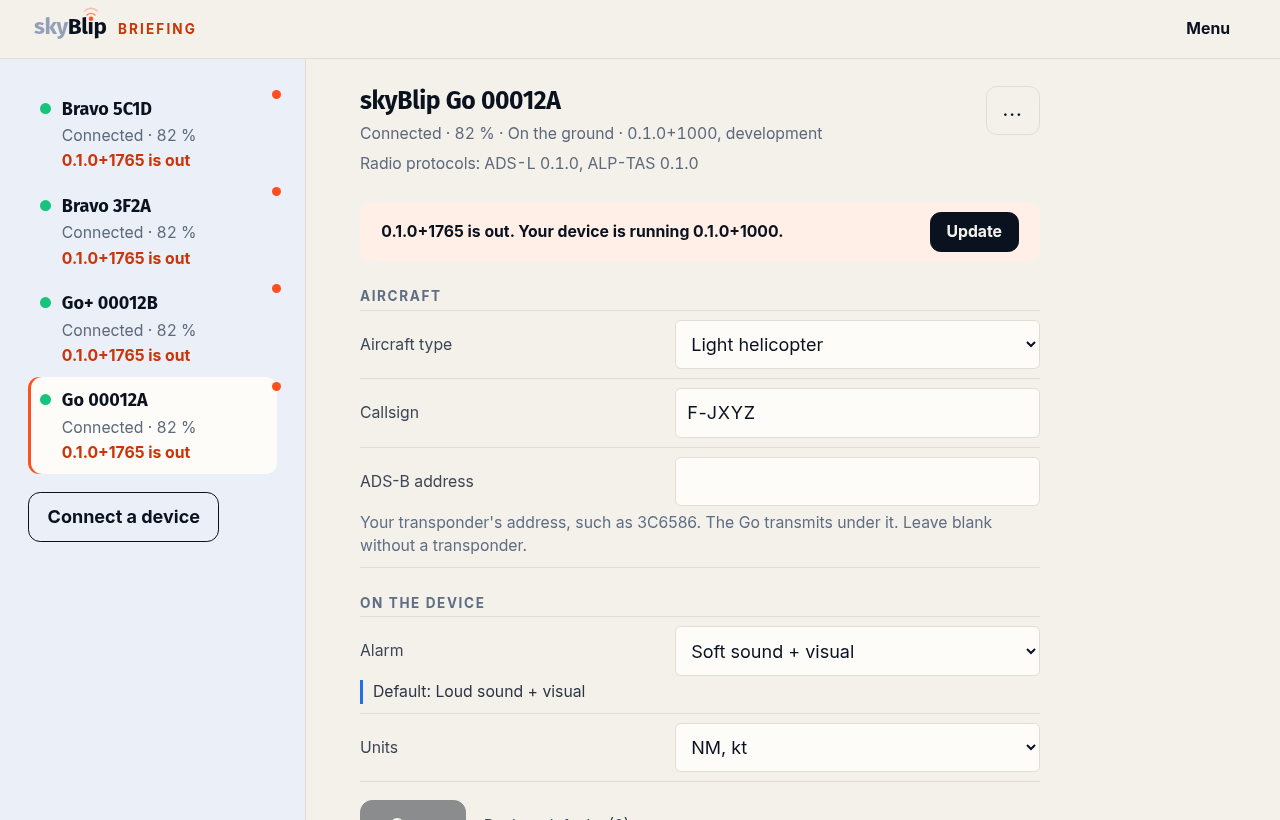 skyBlip BRIEFING
Menu
Bravo 5C1D
Connected · 82 %
0.1.0+1765 is out
Bravo 3F2A
Connected · 82 %
0.1.0+1765 is out
Go+ 00012B
Connected · 82 %
0.1.0+1765 is out
Go 00012A
Connected · 82 %
0.1.0+1765 is out
Connect a device
skyBlip Go 00012A
...
Connected · 82 % · On the ground · 0.1.0+1000, development
Radio protocols: ADS-L 0.1.0, ALP-TAS 0.1.0
0.1.0+1765 is out. Your device is running 0.1.0+1000.
Update
AIRCRAFT
Aircraft type
Light helicopter
Callsign
F-JXYZ
ADS-B address
Your transponder's address, such as 3C6586. The Go transmits under it. Leave blank
without a transponder.
ON THE DEVICE
Alarm
Soft sound + visual
Default: Loud sound + visual
Units
NM, kt